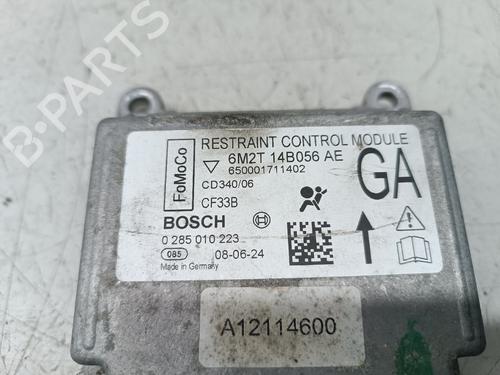 B-Parts
RESTRAINT CONTROL MODULE
FoMoCo
6M2T 14B056 AE
650001711402
GA
CD340/06
CF33B
BOSCH
0 285 010 223
085
08-06-24
Made in Germany
A12114600